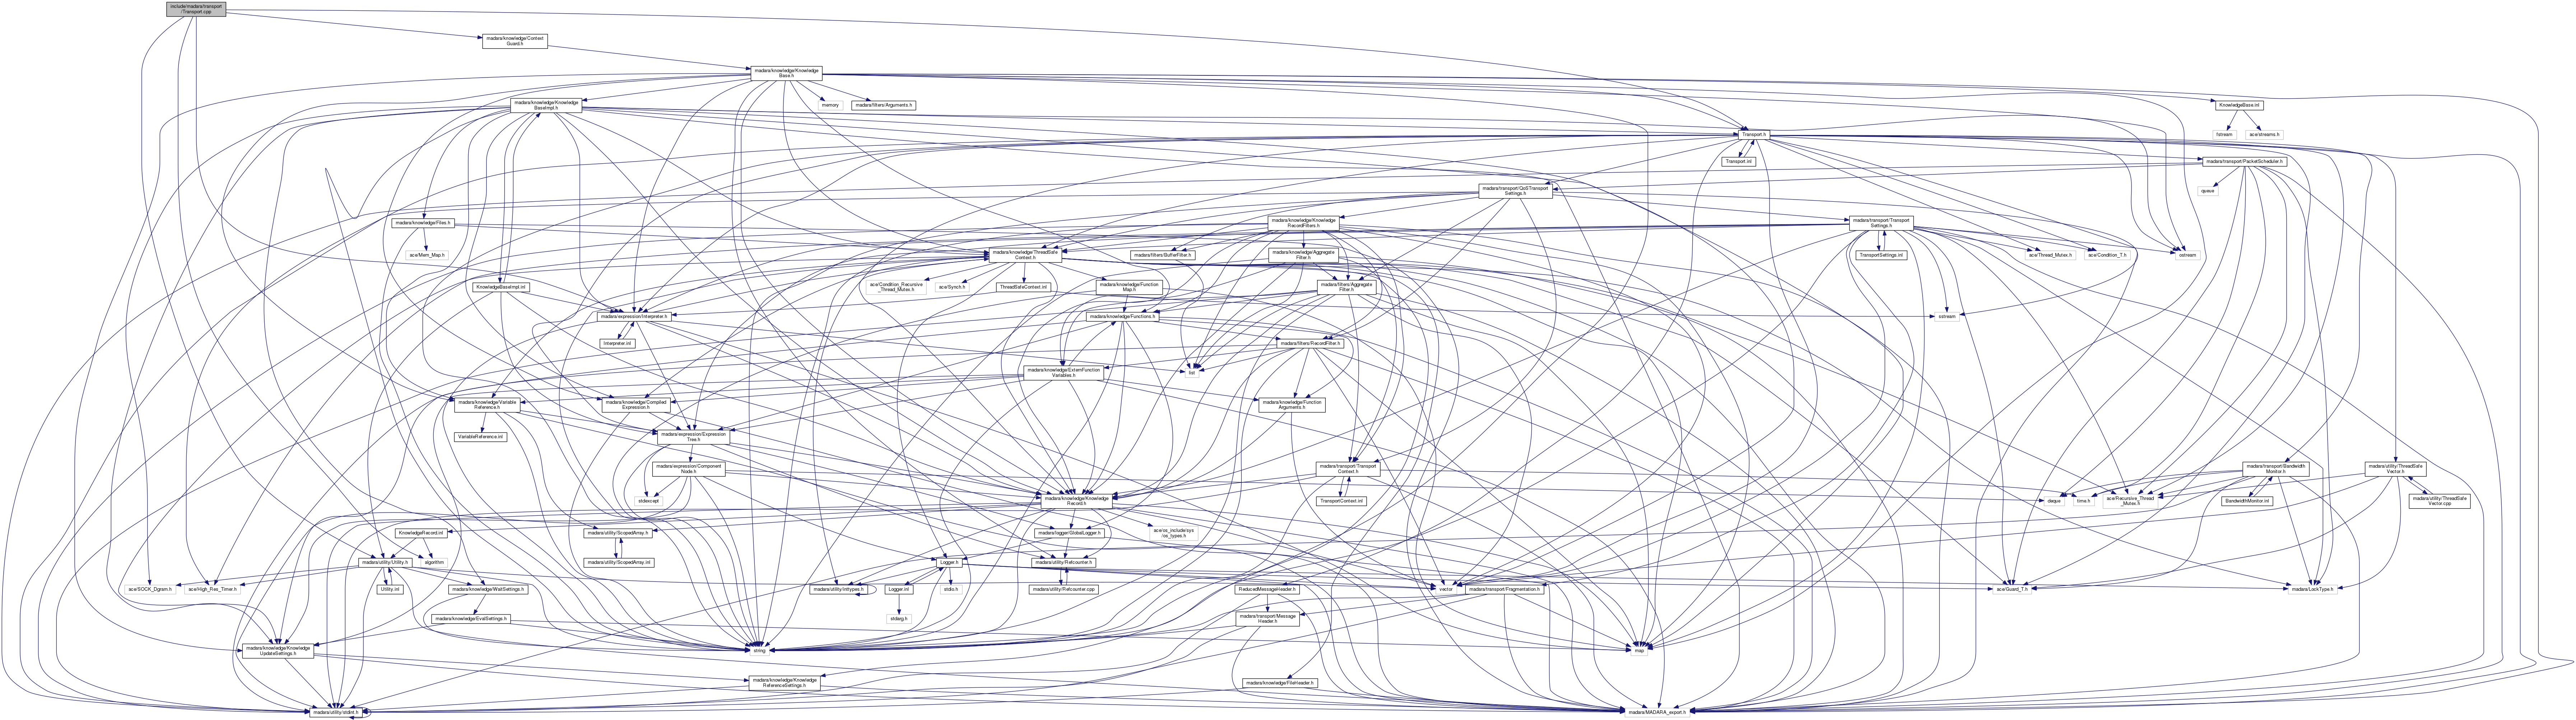 include/madara/transport
/Transport.cpp
madara/knowledge/Context
Guard.h
madara/knowledge/Knowledge
Base.h
memory
madara/filters/Arguments.h
madara/knowledge/Knowledge
BaseImpl.h
KnowledgeBase.inl
fstream
ace/streams.h
Transport.h
Transport.inl
madara/transport/PacketScheduler.h
queue
madara/transport/QoSTransport
Settings.h
madara/knowledge/Files.h
ace/Mem_Map.h
madara/knowledge/Knowledge
RecordFilters.h
madara/transport/Transport
Settings.h
madara/knowledge/ThreadSafe
Context.h
madara/filters/BufferFilter.h
madara/knowledge/Aggregate
Filter.h
TransportSettings.inl
ace/Thread_Mutex.h
ace/Condition_T.h
ostream
KnowledgeBaseImpl.inl
ace/Condition_Recursive
_Thread_Mutex.h
ace/Synch.h
ThreadSafeContext.inl
madara/knowledge/Function
Map.h
madara/filters/Aggregate
Filter.h
madara/expression/Interpreter.h
madara/knowledge/Functions.h
sstream
Interpreter.inl
madara/filters/RecordFilter.h
madara/knowledge/ExternFunction
Variables.h
list
madara/knowledge/Variable
Reference.h
madara/knowledge/Compiled
Expression.h
madara/knowledge/Function
Arguments.h
VariableReference.inl
madara/expression/Expression
Tree.h
madara/expression/Component
Node.h
stdexcept
madara/transport/Transport
Context.h
madara/transport/Bandwidth
Monitor.h
madara/utility/ThreadSafe
Vector.h
madara/knowledge/Knowledge
Record.h
TransportContext.inl
deque
time.h
ace/Recursive_Thread
_Mutex.h
BandwidthMonitor.inl
madara/utility/ThreadSafe
Vector.cpp
KnowledgeRecord.inl
madara/utility/ScopedArray.h
madara/logger/GlobalLogger.h
ace/os_include/sys
/os_types.h
madara/utility/Utility.h
algorithm
madara/utility/ScopedArray.inl
Logger.h
madara/utility/Refcounter.h
ace/SOCK_Dgram.h
ace/High_Res_Timer.h
Utility.inl
madara/knowledge/WaitSettings.h
madara/utility/Inttypes.h
Logger.inl
stdio.h
madara/utility/Refcounter.cpp
ReducedMessageHeader.h
vector
madara/transport/Fragmentation.h
ace/Guard_T.h
madara/LockType.h
madara/knowledge/EvalSettings.h
stdarg.h
madara/transport/Message
Header.h
madara/knowledge/Knowledge
UpdateSettings.h
string
map
madara/knowledge/Knowledge
ReferenceSettings.h
madara/knowledge/FileHeader.h
madara/utility/stdint.h
madara/MADARA_export.h